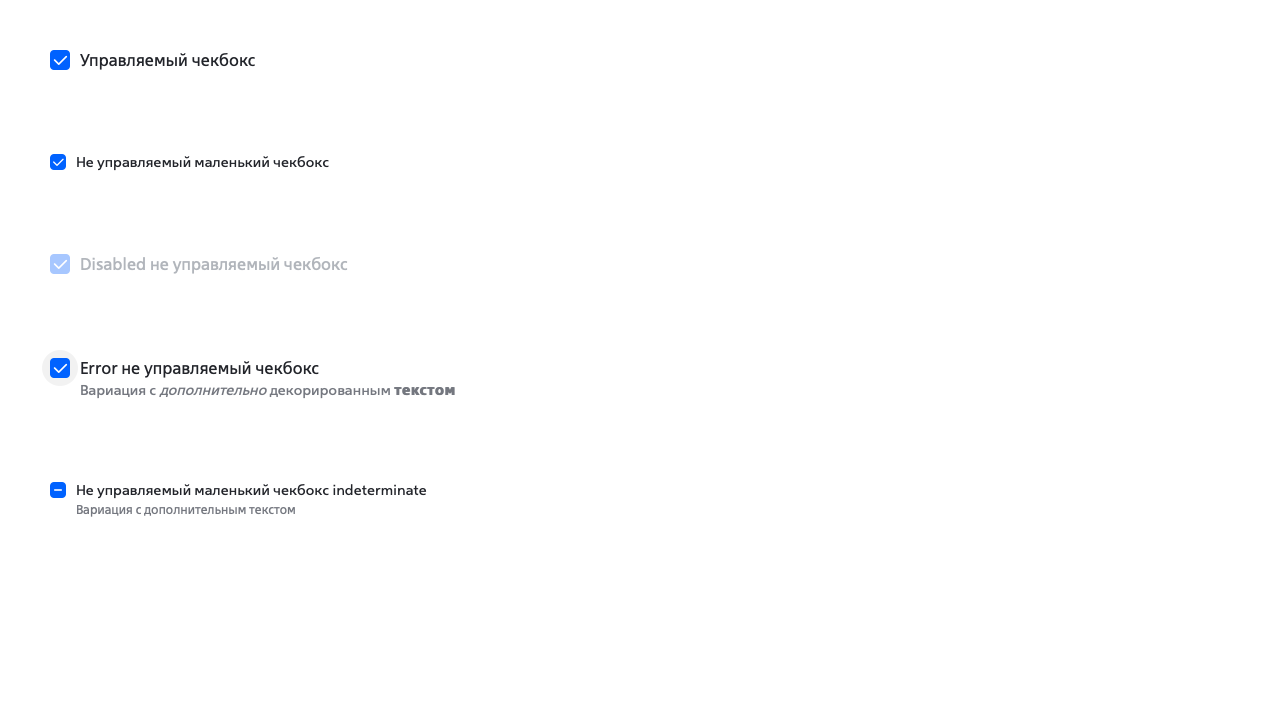 Управляемый чекбокс
Не управляемый маленький чекбокс
Disabled не управляемый чекбокс
Error не управляемый чекбокс
Вариация с дополнительно декорированным текстом
Не управляемый маленький чекбокс indeterminate
Вариация с дополнительным текстом